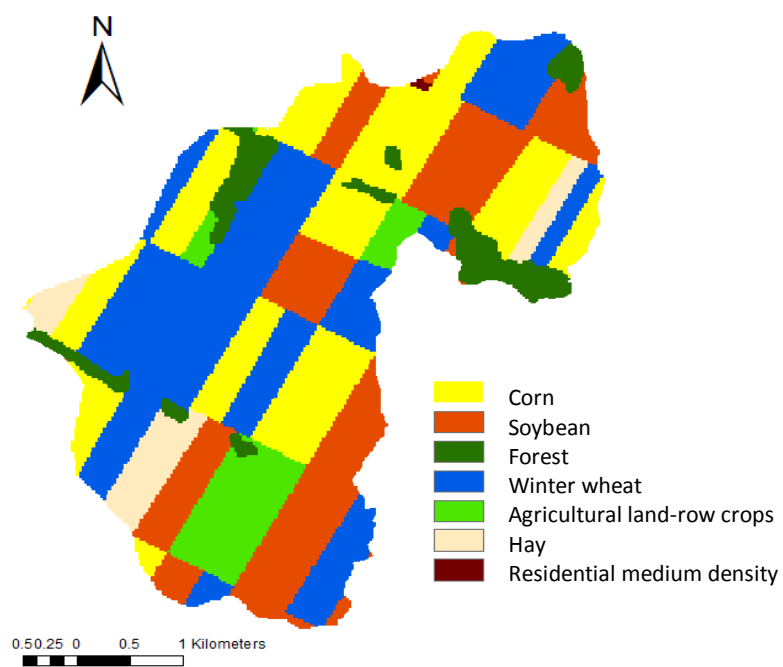 N
Corn
Soybean
Forest
Winter wheat
Agricultural land-row crops
Hay
Residential medium density
0.50.25 0 0.5 1 Kilometers